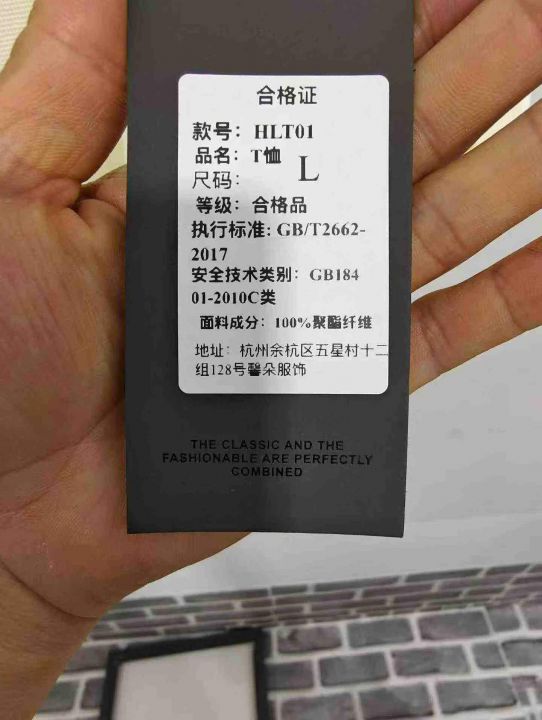 合格证
款号：HLT01
品名：T恤
尺码：L
等级：合格品
执行标准: GB/T2662-
2017
安全技术类别：GB184
01-2010C类
面料成分：100%聚酯纤维
地址：杭州余杭区五星村十二
组128号馨朵服饰
THE CLASSIC AND THE
FASHIONABLE ARE PERFECTLY
COMBINED